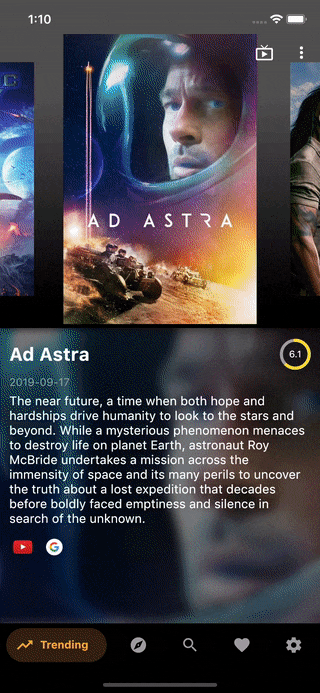 1:10
AD ASTRA
Ad Astra
6.1
2019-09-17
The near future, a time when both hope and
hardships drive humanity to look to the stars and
beyond. While a mysterious phenomenon menaces
to destroy life on planet Earth, astronaut Roy
McBride undertakes a mission across the
immensity of space and its many perils to uncover
the truth about a lost expedition that decades
before boldly faced emptiness and silence in
search of the unknown.
G
Trending